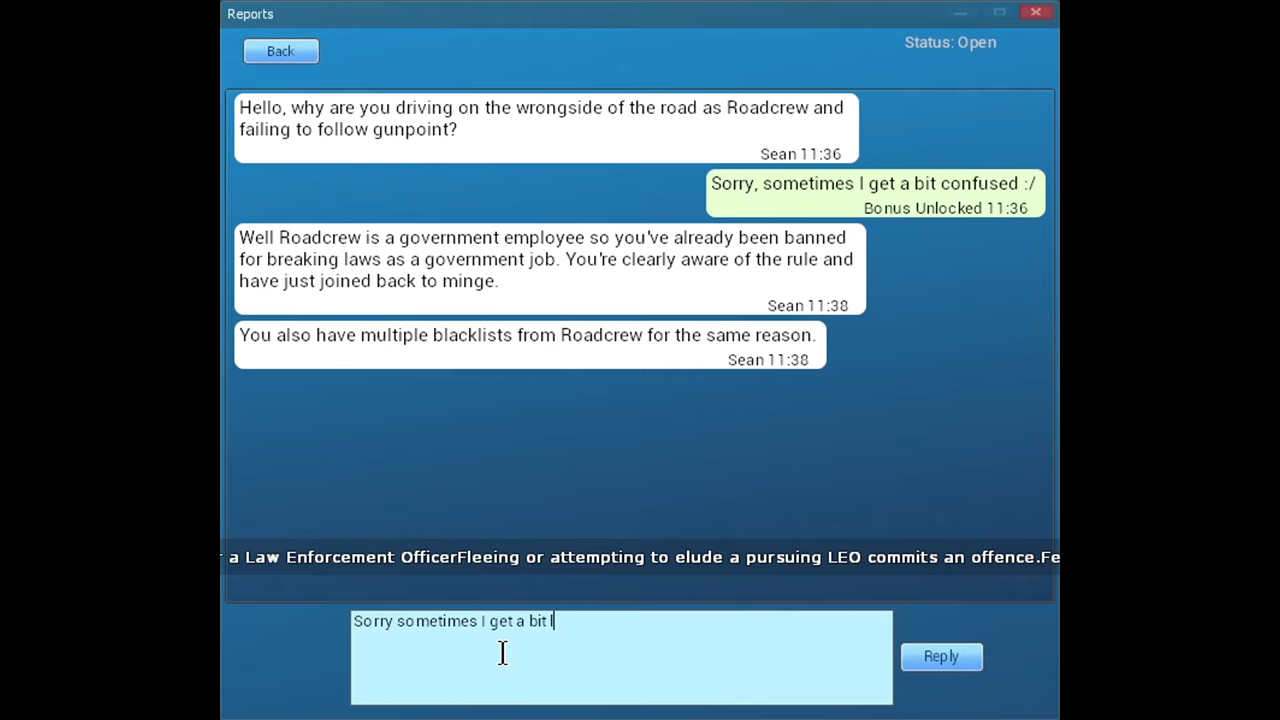 Reports
Back
Status: Open
Hello, why are you driving on the wrongside of the road as Roadcrew and
failing to follow gunpoint?
Sean 11:36
Sorry, sometimes I get a bit confused :/
Bonus Unlocked 11:36
Well Roadcrew is a government employee so you've already been banned
for breaking laws as a government job. You're clearly aware of the rule and
have just joined back to minge.
Sean 11:38
You also have multiple blacklists from Roadcrew for the same reason.
Sean 11:38
a Law Enforcement OfficerFleeing or attempting to elude a pursuing LEO commits an offence.Fe
Sorry sometimes I get a bit l
Reply